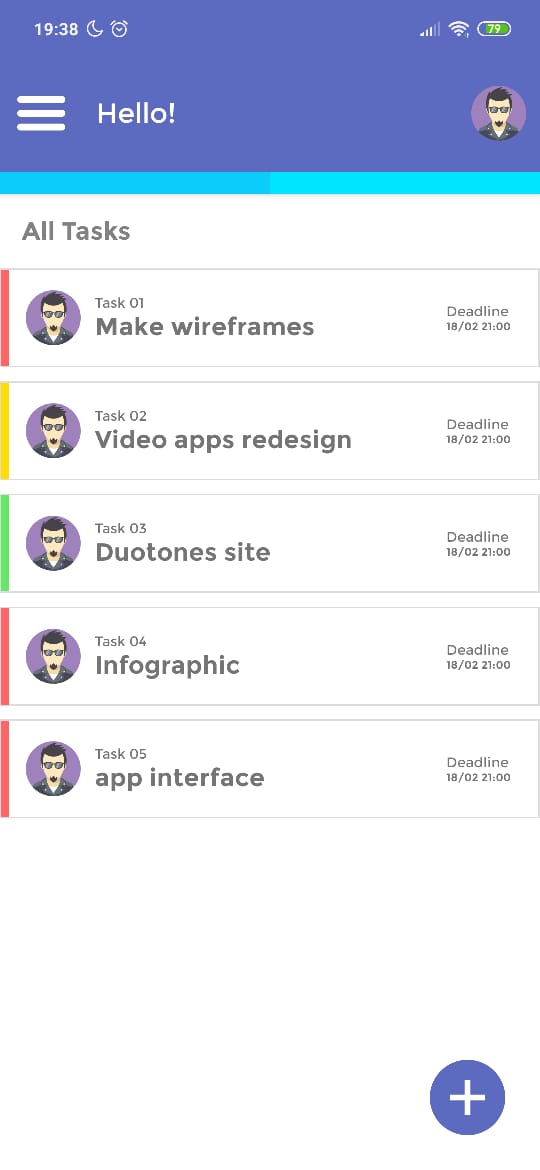 19:38
79
Hello!
All Tasks
Task 01
Make wireframes
Deadline
18/02 21:00
Task 02
Video apps redesign
Deadline
18/02 21:00
Task 03
Duotones site
Deadline
18/02 21:00
Task 04
Infographic
Deadline
18/02 21:00
Task 05
app interface
Deadline
18/02 21:00